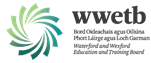 wwetb
Bord Oideachais agus Oiliúna
Phort Láirge agus Loch Garman
Waterford and Wexford
Education and Training Board